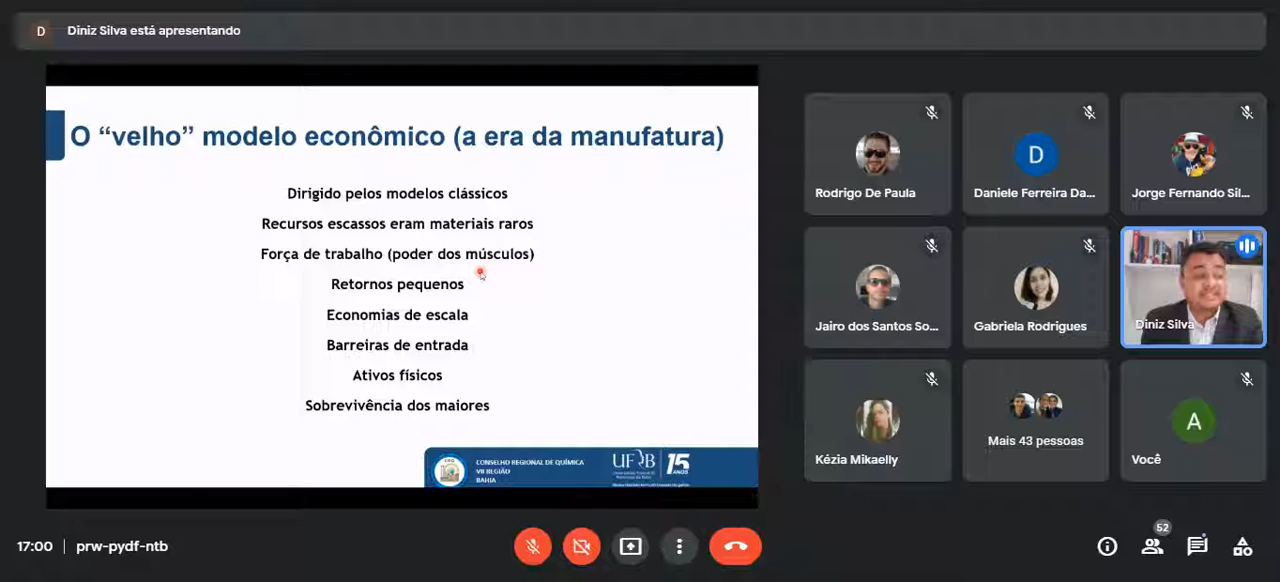 D Diniz Silva está apresentando
O “velho” modelo econômico (a era da manufatura)
Dirigido pelos modelos clássicos
Recursos escassos eram materiais raros
Força de trabalho (poder dos músculos)
Retornos pequenos
Economias de escala
Barreiras de entrada
Ativos físicos
Sobrevivência dos maiores
CONSELHO REGIONAL DE QUÍMICA
VII REGIÃO
BAHIA
UFRB
15
ANOS
Rodrigo De Paula
D
Daniele Ferreira Da...
Jorge Fernando Sil...
Jairo dos Santos So...
Gabriela Rodrigues
Diniz Silva
Kézia Mikaelly
Mais 43 pessoas
A
Você
17:00 | prw-pydf-ntb
52